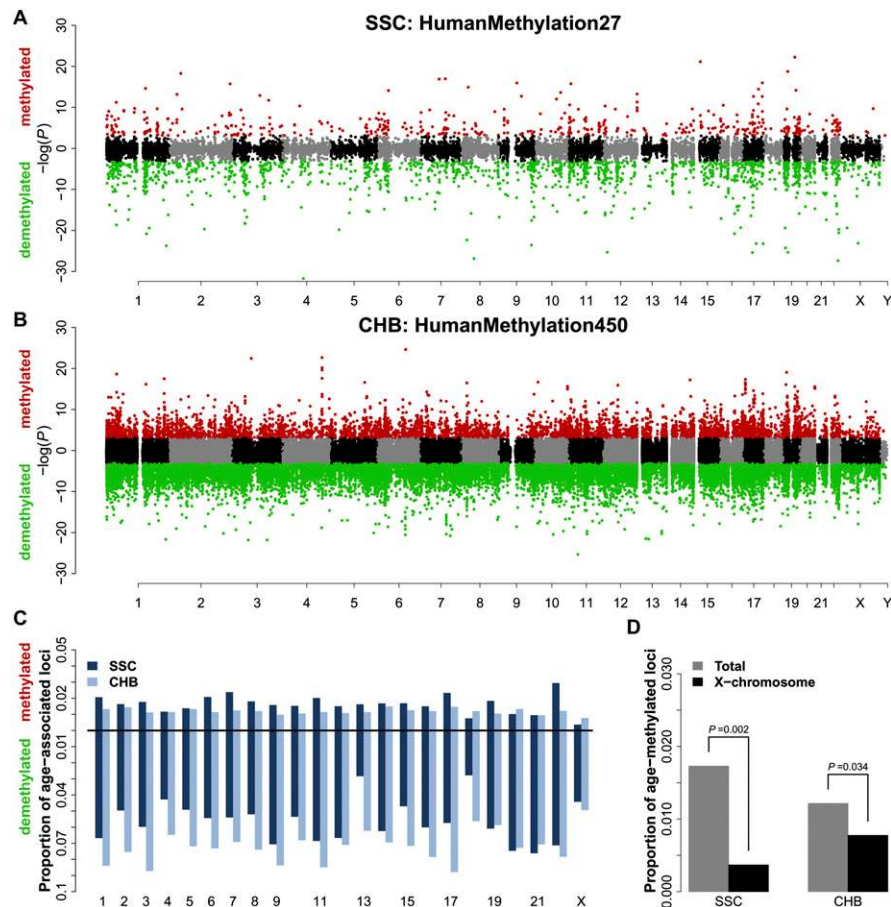 A
SSC: HumanMethylation27
methylated
demethylated
−log(P)
30
20
10
0
−10
−20
−30
1 2 3 4 5 6 7 8 9 10 11 12 13 14 15 17 19 21 X Y
B
CHB: HumanMethylation450
methylated
demethylated
−log(P)
30
20
10
0
−10
−20
−30
1 2 3 4 5 6 7 8 9 10 11 12 13 14 15 17 19 21 X Y
C
methylated
demethylated
Proportion of age−associated loci
0.05
0.02
0.01
0.04
0.07
0.1
SSC
CHB
1 2 3 4 5 6 7 8 9 11 13 15 17 19 21 X
D
Proportion of age−methylated loci
0.030
0.020
0.010
0.000
Total
X−chromosome
P=0.002
P=0.034
SSC CHB